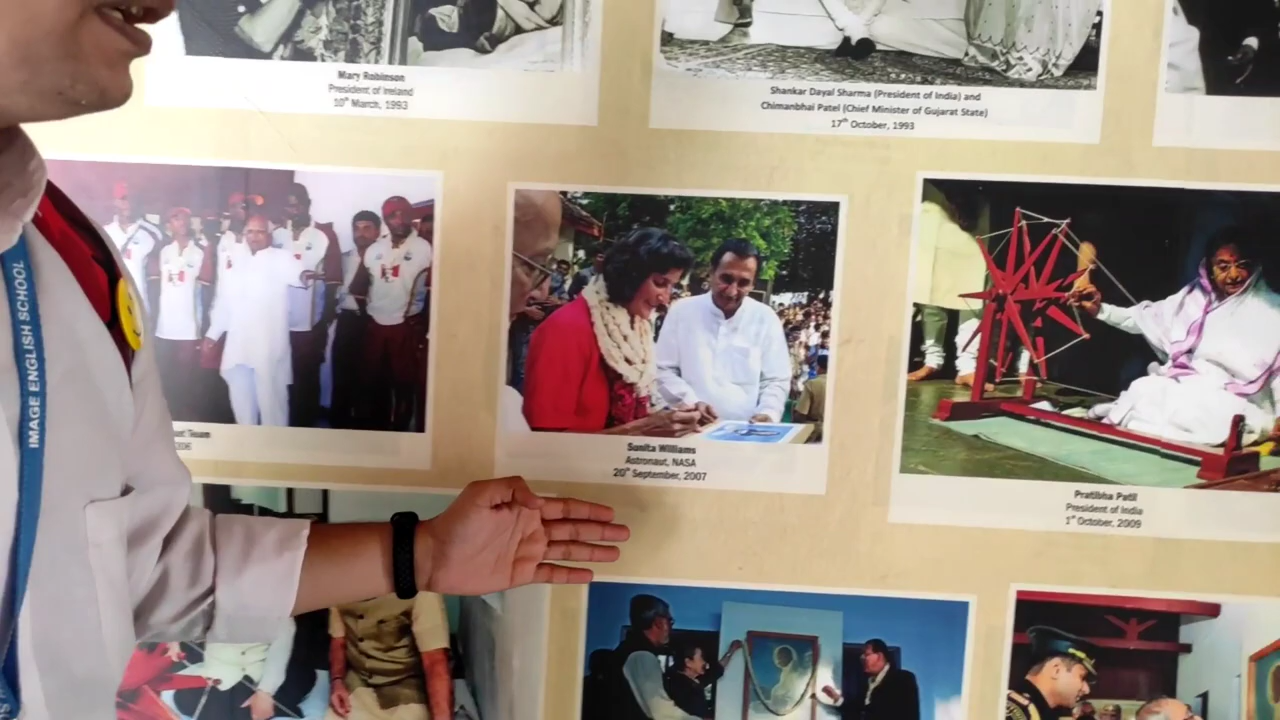 Mary Robinson
President of Ireland
10th March, 1993
Shankar Dayal Sharma (President of India) and
Chimanbhai Patel (Chief Minister of Gujarat State)
17th October, 1993
Team
Sunita Williams
Astronaut, NASA
20th September, 2007
Pratibha Patil
President of India
1st October, 2009
IMAGE ENGLISH SCHOOL